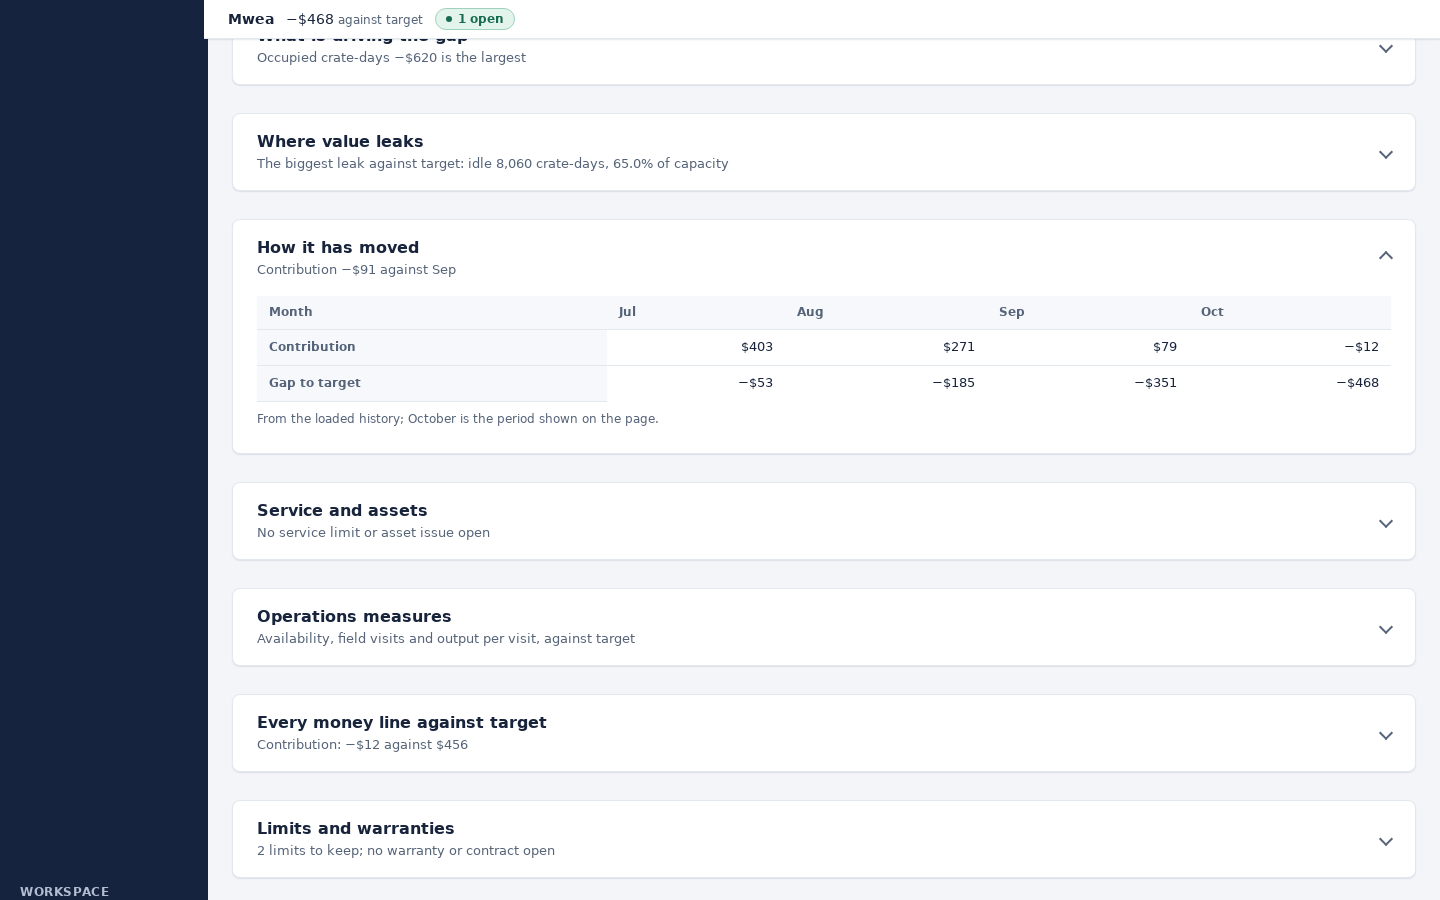 Mwea −$468 against target 1 open
What is driving the gap
Occupied crate-days −$620 is the largest
Where value leaks
The biggest leak against target: idle 8,060 crate-days, 65.0% of capacity
How it has moved
Contribution −$91 against Sep
Month Jul Aug Sep Oct
Contribution $403 $271 $79 −$12
Gap to target −$53 −$185 −$351 −$468
From the loaded history; October is the period shown on the page.
Service and assets
No service limit or asset issue open
Operations measures
Availability, field visits and output per visit, against target
Every money line against target
Contribution: −$12 against $456
Limits and warranties
2 limits to keep; no warranty or contract open
WORKSPACE